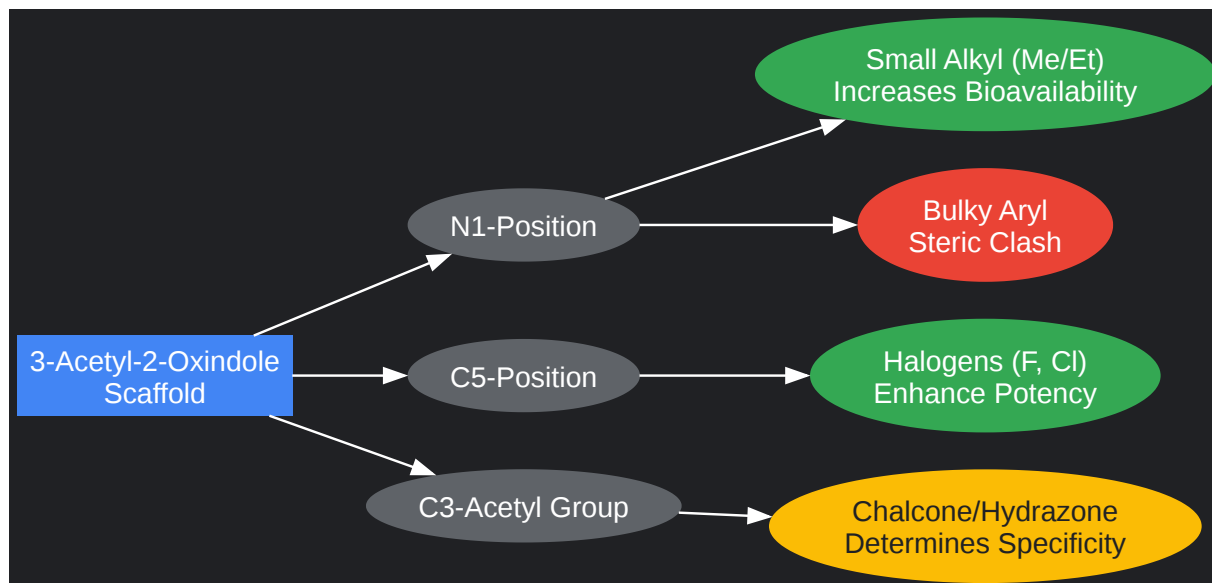 Small Alkyl (Me/Et)
Increases Bioavailability
Bulky Aryl
Steric Clash
N1-Position
3-Acetyl-2-Oxindole
Scaffold
C5-Position
Halogens (F, Cl)
Enhance Potency
C3-Acetyl Group
Chalcone/Hydrazone
Determines Specificity